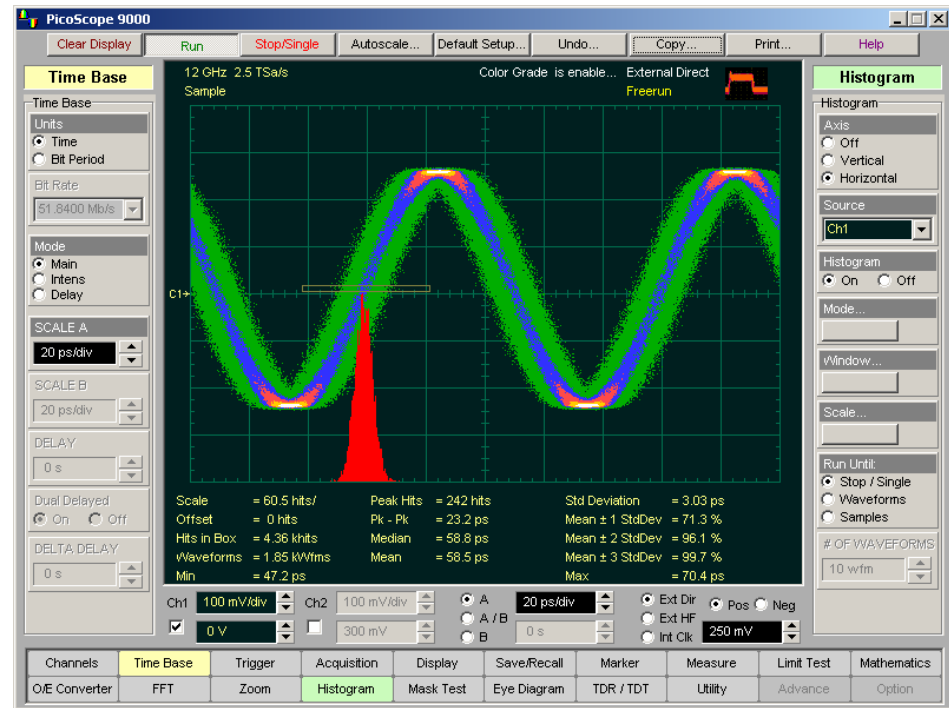 PicoScope 9000
Clear Display Run Stop/Single Autoscale... Default Setup... Undo... Copy... Print... Help
Time Base
Time Base
Units
Time
Bit Period
Bit Rate
51.8400 Mb/s
Mode
Main
Intens
Delay
SCALE A
20 ps/div
SCALE B
20 ps/div
DELAY
0 s
Dual Delayed
On Off
DELTA DELAY
0 s
12 GHz 2.5 TSa/s Color Grade is enable... External Direct
Sample Freerun
C1
Scale = 60.5 hits/ Peak Hits = 242 hits Std Deviation = 3.03 ps
Offset = 0 hits Pk - Pk = 23.2 ps Mean ± 1 StdDev = 71.3 %
Hits in Box = 4.36 khits Median = 58.8 ps Mean ± 2 StdDev = 96.1 %
Waveforms = 1.85 kWfms Mean = 58.5 ps Mean ± 3 StdDev = 99.7 %
Min = 47.2 ps Max = 70.4 ps
Histogram
Histogram
Axis
Off
Vertical
Horizontal
Source
Ch1
Histogram
On Off
Mode...
Window...
Scale...
Run Until:
Stop / Single
Waveforms
Samples
# OF WAVEFORMS
10 wfm
Ch1 100 mV/div Ch2 100 mV/div A 20 ps/div Ext Dir Pos Neg
A / B Ext HF
0 V 300 mV B 0 s Int Clk 250 mV
Channels Time Base Trigger Acquisition Display Save/Recall Marker Measure Limit Test Mathematics
O/E Converter FFT Zoom Histogram Mask Test Eye Diagram TDR / TDT Utility Advance Option